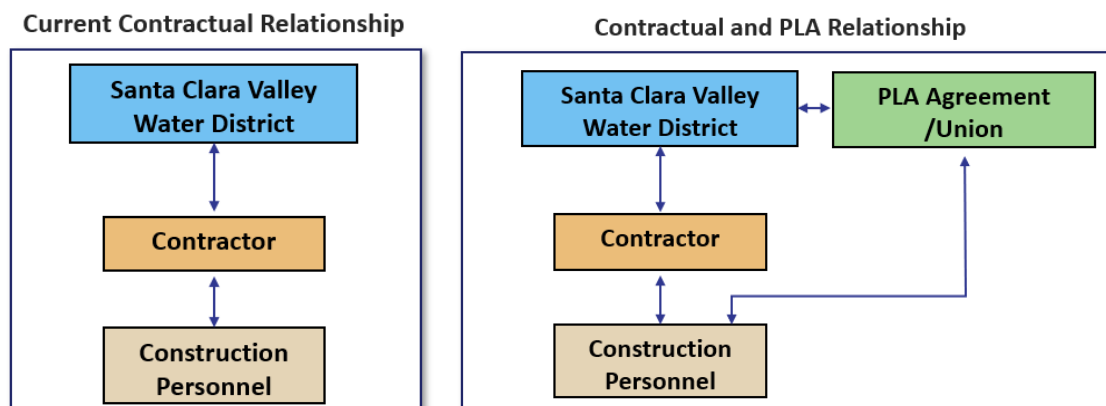 Current Contractual Relationship
Santa Clara Valley
Water District
Contractor
Construction
Personnel
Contractual and PLA Relationship
Santa Clara Valley
Water District
PLA Agreement
/Union
Contractor
Construction
Personnel